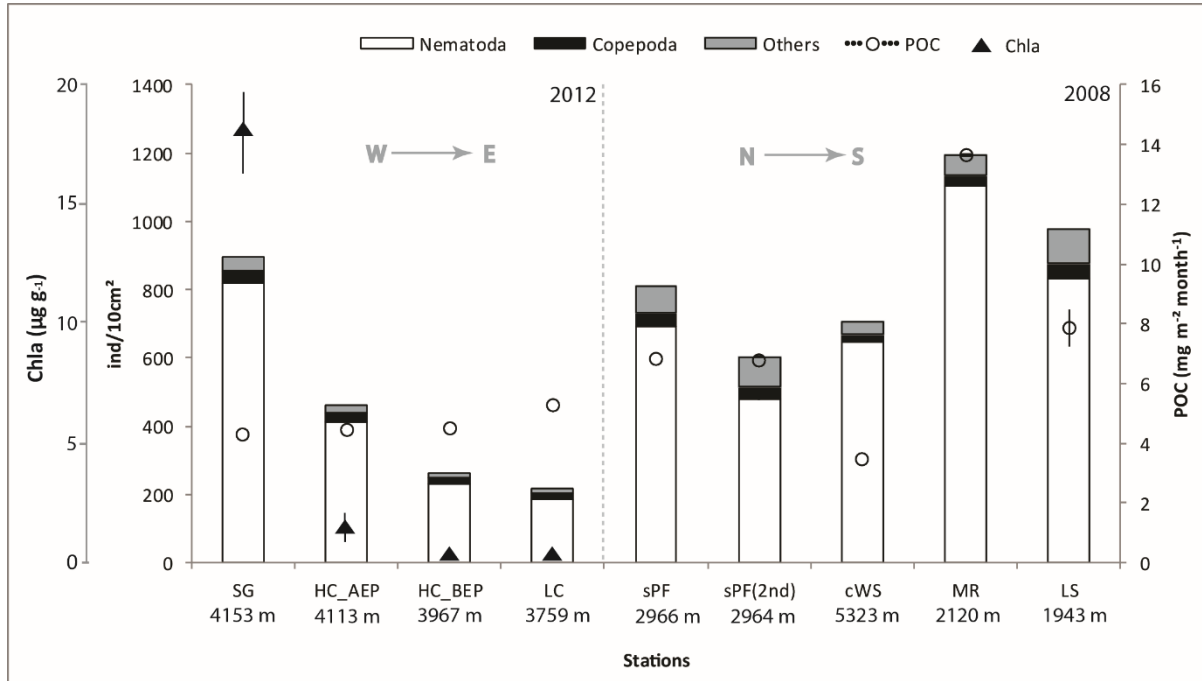 Nematoda Copepoda Others POC Chla
20 1400 2012 2008 16
W E N S
1200 14
15 1000 12
10
800
10 8
600
6
5 400
4
200
2
0 0 0
Chla (µg g-1)
ind/10cm²
POC (mg m⁻² month⁻¹)
SG HC_AEP HC_BEP LC sPF sPF(2nd) cWS MR LS
4153 m 4113 m 3967 m 3759 m 2966 m 2964 m 5323 m 2120 m 1943 m
Stations